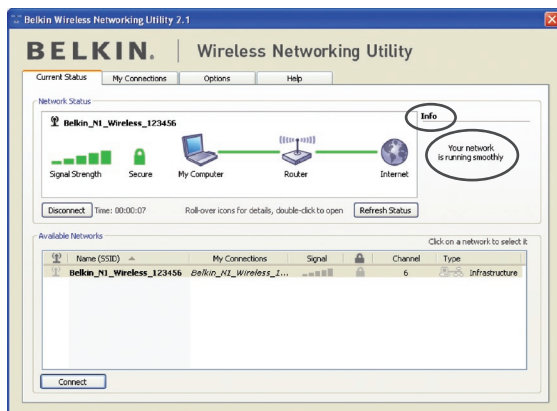 Belkin Wireless Networking Utility 2.1
BELKIN. | Wireless Networking Utility
Current Status My Connections Options Help
Network Status
Belkin_N1_Wireless_123456
Info
Your network
is running smoothly
Signal Strength Secure My Computer Router Internet
Disconnect Time: 00:00:07 Roll-over icons for details, double-click to open Refresh Status
Available Networks
Click on a network to select it
Name (SSID) My Connections Signal Channel Type
Belkin_N1_Wireless_123456 Belkin_N1_Wireless_1... 6 Infrastructure
Connect